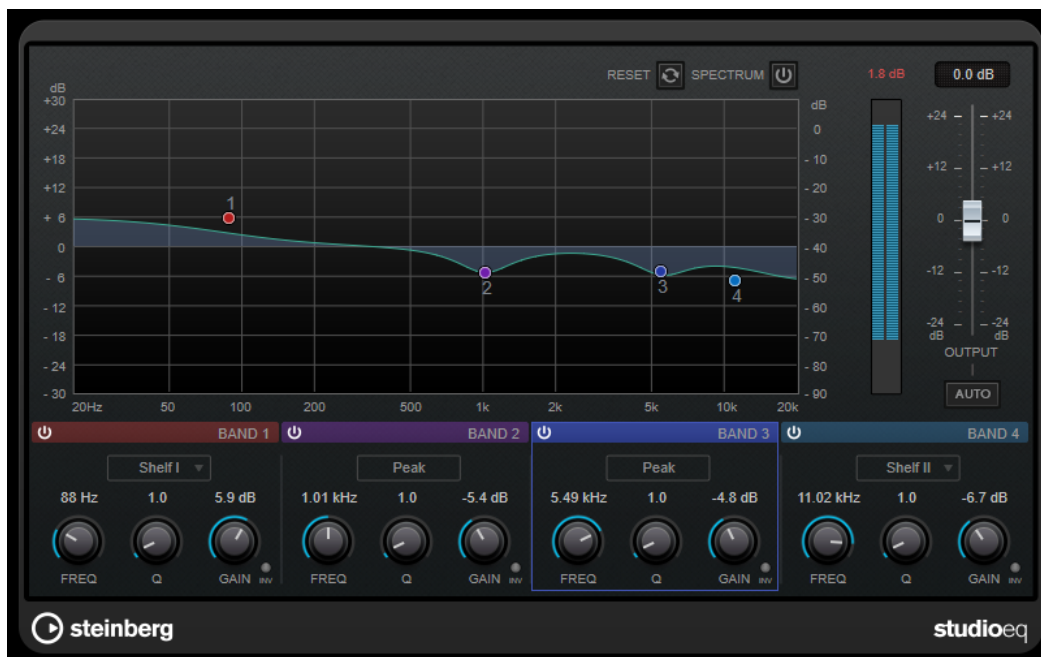 RESET SPECTRUM 1.8 dB 0.0 dB
dB
+30
+24
+18
+12
+ 6
0
- 6
- 12
- 18
- 24
- 30
1
2
3
4
dB
0
- 10
- 20
- 30
- 40
- 50
- 60
- 70
- 80
- 90
+24 +24
+12 +12
0 0
-12 -12
-24 -24
dB dB
OUTPUT
AUTO
20Hz 50 100 200 500 1k 2k 5k 10k 20k
BAND 1 BAND 2 BAND 3 BAND 4
Shelf I Peak Peak Shelf II
88 Hz 1.0 5.9 dB 1.01 kHz 1.0 -5.4 dB 5.49 kHz 1.0 -4.8 dB 11.02 kHz 1.0 -6.7 dB
FREQ Q GAIN INV FREQ Q GAIN INV FREQ Q GAIN INV FREQ Q GAIN INV
steinberg studioeq